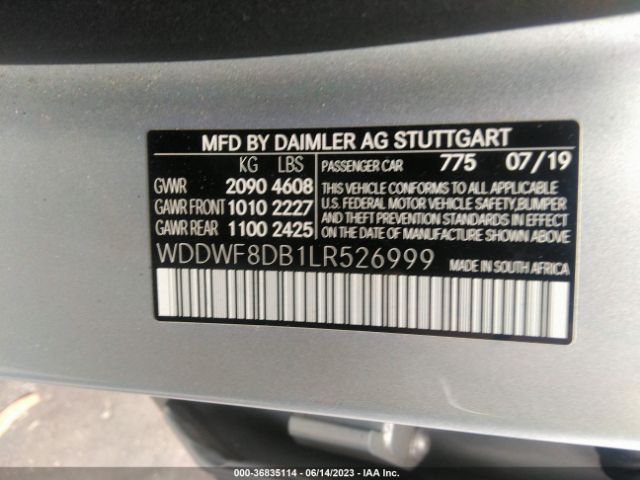 MFD BY DAIMLER AG STUTTGART
KG LBS PASSENGER CAR 775 07/19
GVWR 2090 4608
GAWR FRONT 1010 2227
GAWR REAR 1100 2425
THIS VEHICLE CONFORMS TO ALL APPLICABLE
U.S. FEDERAL MOTOR VEHICLE SAFETY,BUMPER
AND THEFT PREVENTION STANDARDS IN EFFECT
ON THE DATE OF MANUFACTURE SHOWN ABOVE
WDDWF8DB1LR526999 MADE IN SOUTH AFRICA
000-36835114 - 06/14/2023 - IAA Inc.